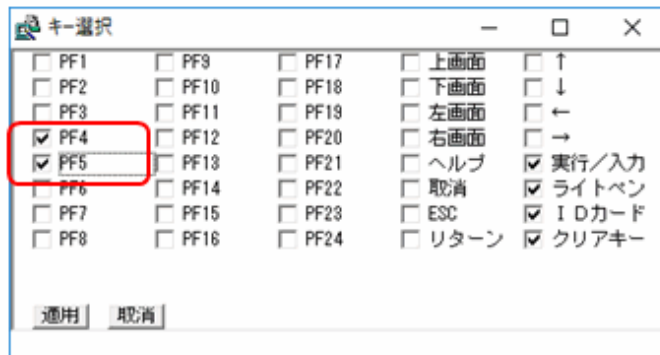 キー選択
PF1 PF9 PF17 上画面 ↑
PF2 PF10 PF18 下画面 ↓
PF3 PF11 PF19 左画面 ←
PF4 PF12 PF20 右画面 →
PF5 PF13 PF21 ヘルプ 実行／入力
PF6 PF14 PF22 取消 ライトペン
PF7 PF15 PF23 ESC ＩＤカード
PF8 PF16 PF24 リターン クリアキー
適用 取消